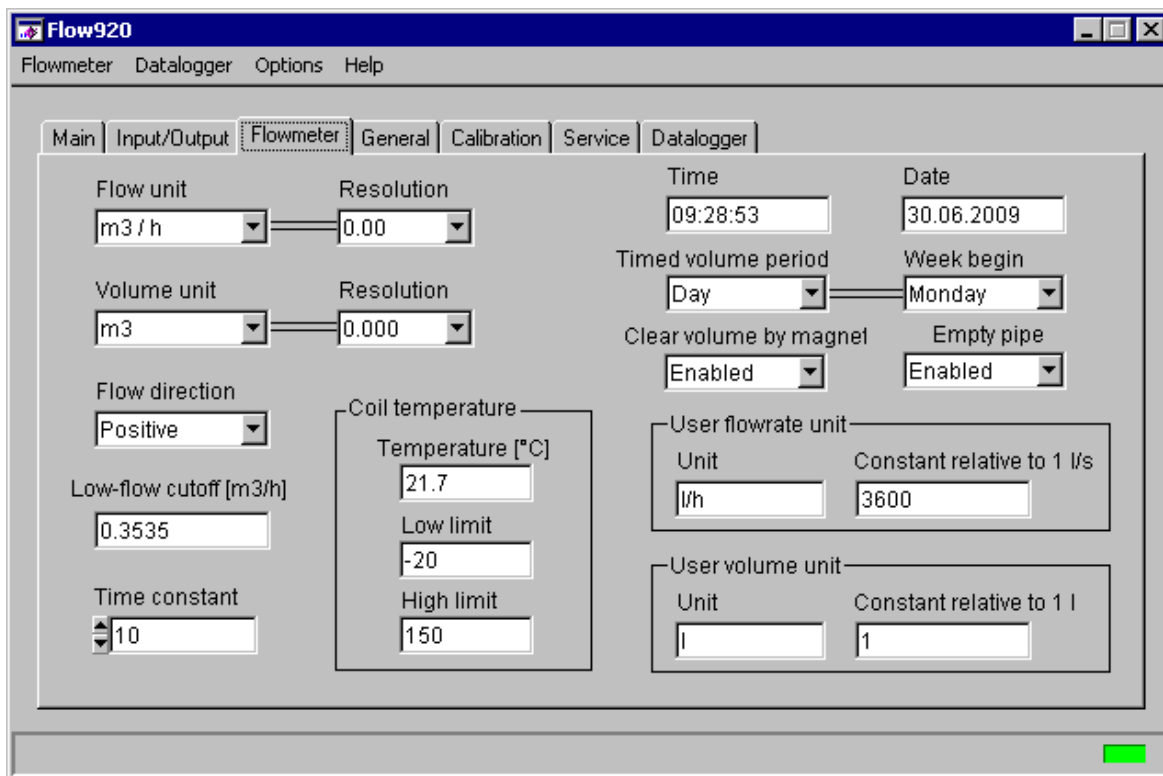 Flow920
Flowmeter Datalogger Options Help
Main Input/Output Flowmeter General Calibration Service Datalogger
Flow unit Resolution
m3 / h 0.00
Volume unit Resolution
m3 0.000
Flow direction
Positive
Low-flow cutoff [m3/h]
0.3535
Time constant
10
Coil temperature
Temperature [°C]
21.7
Low limit
-20
High limit
150
Time Date
09:28:53 30.06.2009
Timed volume period Week begin
Day Monday
Clear volume by magnet Empty pipe
Enabled Enabled
User flowrate unit
Unit Constant relative to 1 l/s
l/h 3600
User volume unit
Unit Constant relative to 1 l
l 1